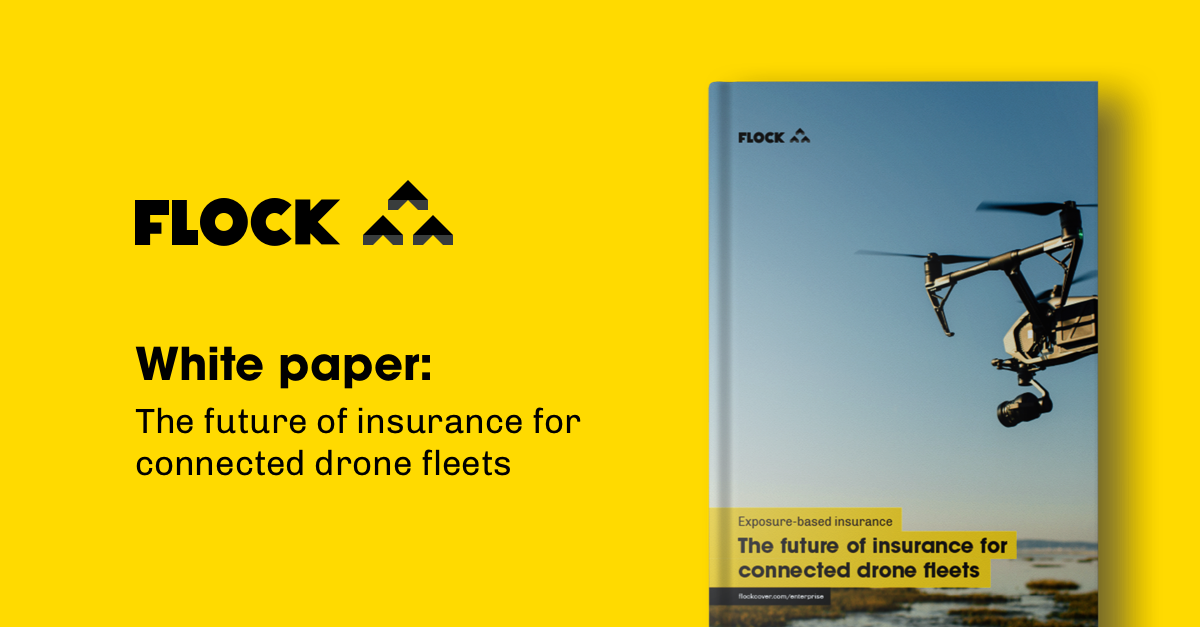 FLOCK
White paper:
The future of insurance for
connected drone fleets
FLOCK
Exposure-based insurance
The future of insurance for
connected drone fleets
flockcover.com/enterprise